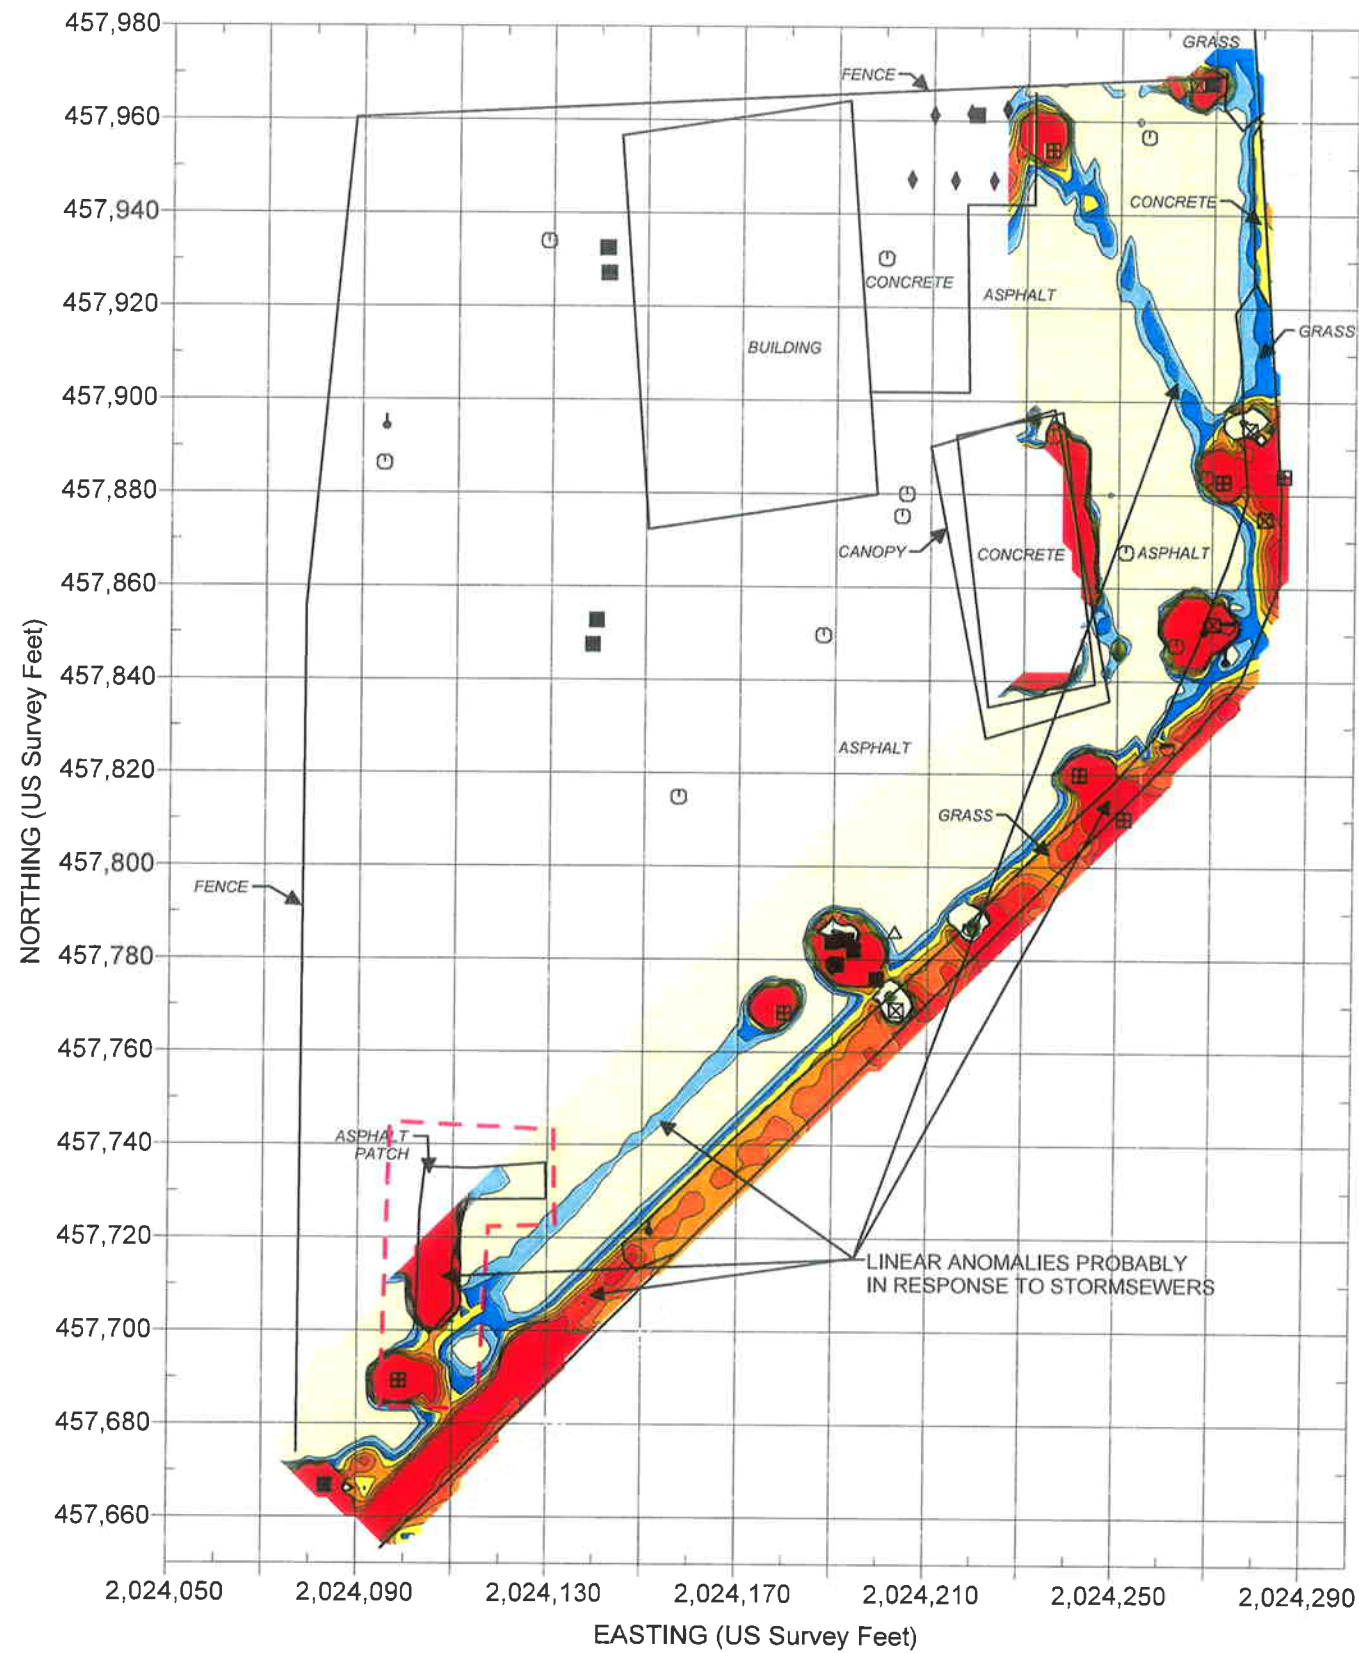 457,980
GRASS
FENCE
457,960
CONCRETE
457,940
CONCRETE
457,920
ASPHALT
GRASS
BUILDING
457,900
457,880
CANOPY
CONCRETE
ASPHALT
457,860
457,840
ASPHALT
457,820
GRASS
457,800
FENCE
457,780
457,760
ASPHALT
PATCH
457,740
457,720
LINEAR ANOMALIES PROBABLY
IN RESPONSE TO STORMSEWERS
457,700
457,680
457,660
NORTHING (US Survey Feet)
2,024,050 2,024,090 2,024,130 2,024,170 2,024,210 2,024,250 2,024,290
EASTING (US Survey Feet)